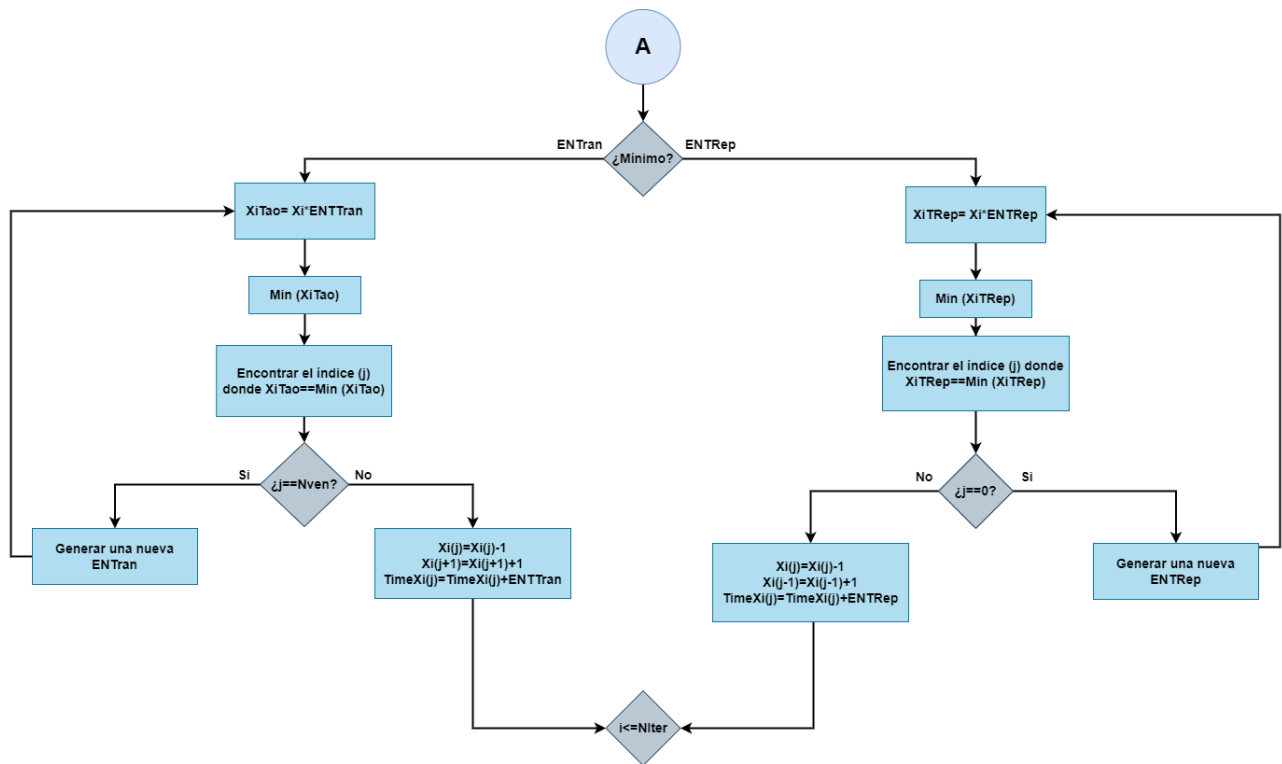 A
¿Mínimo?
ENTran
ENTRep
XiTao= Xi*ENTTran
Min (XiTao)
Encontrar el índice (j)
donde XiTao==Min (XiTao)
¿j==Nven?
Si
No
Generar una nueva
ENTran
Xi(j)=Xi(j)-1
Xi(j+1)=Xi(j+1)+1
TimeXi(j)=TimeXi(j)+ENTTran
XiTRep= Xi*ENTRep
Min (XiTRep)
Encontrar el índice (j) donde
XiTRep==Min (XiTRep)
¿j==0?
No
Si
Xi(j)=Xi(j)-1
Xi(j-1)=Xi(j-1)+1
TimeXi(j)=TimeXi(j)+ENTRep
Generar una nueva
ENTRep
i<=NIter